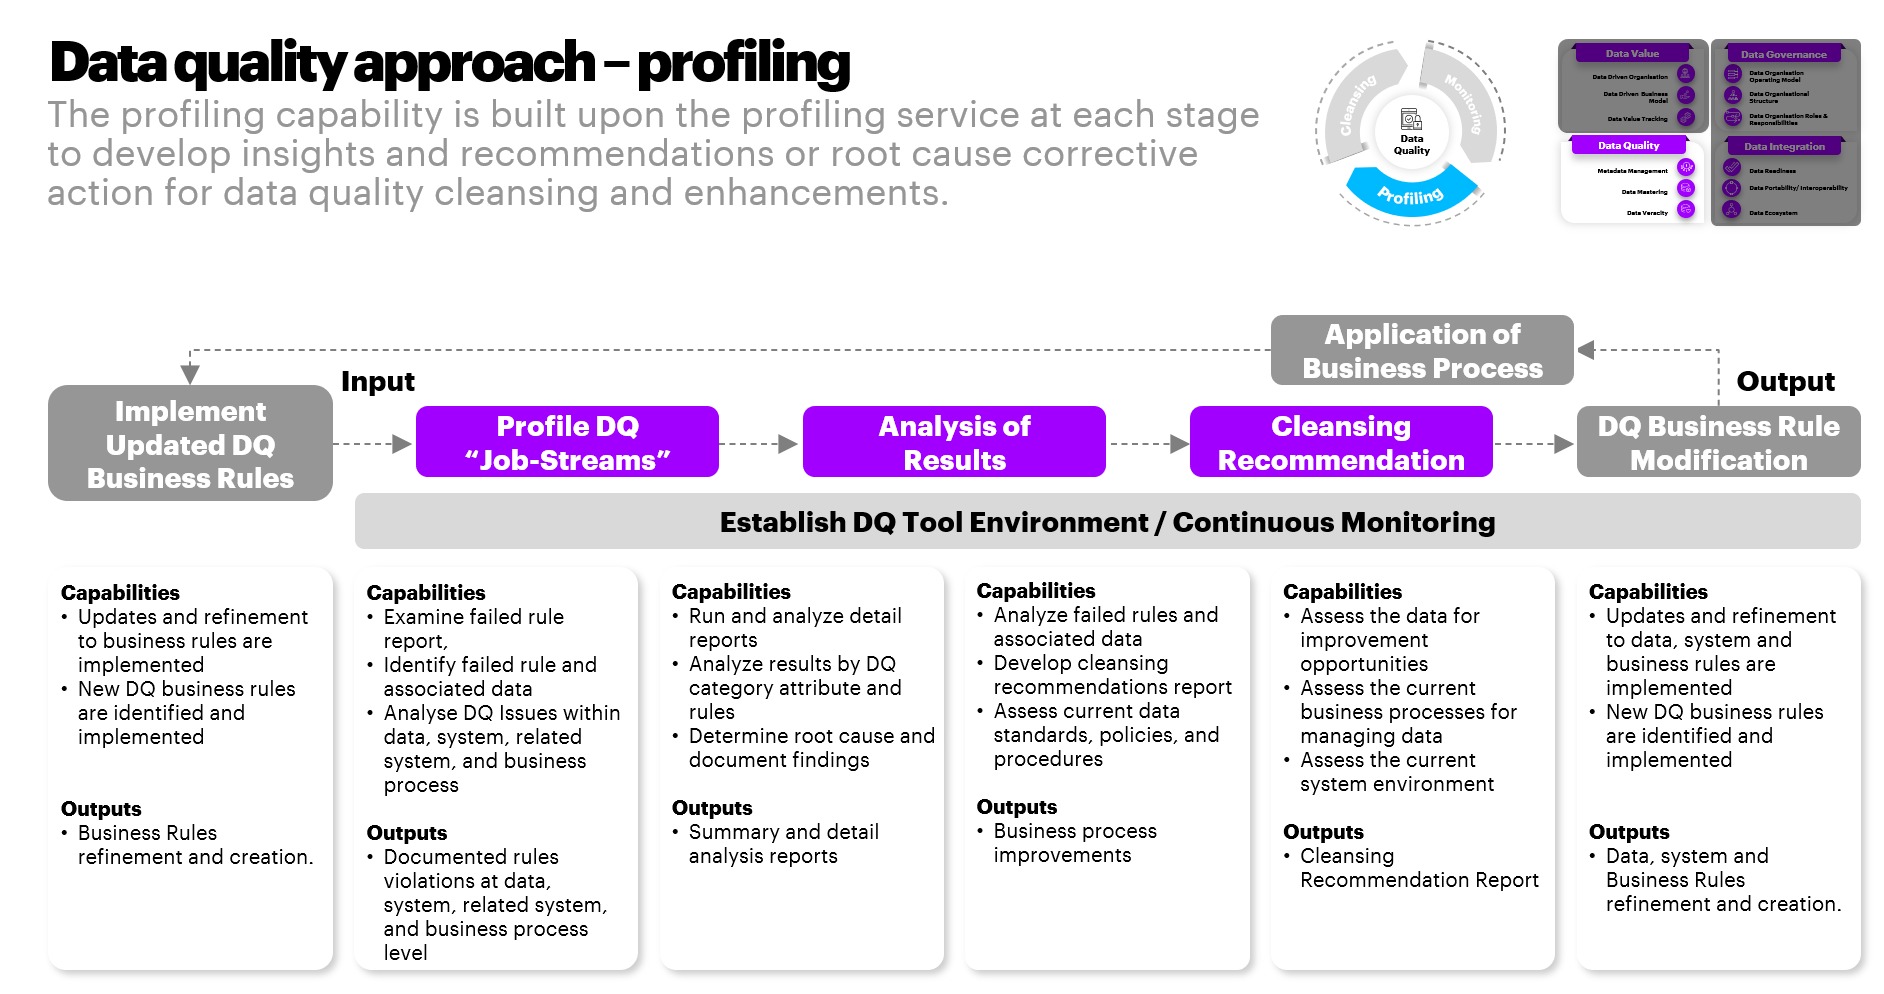 Data quality approach – profiling
The profiling capability is built upon the profiling service at each stage
to develop insights and recommendations or root cause corrective
action for data quality cleansing and enhancements.
Cleansing
Monitoring
Profiling
Data
Quality
Data Value
Data Driven Organisation
Data Driven Business
Model
Data Value Tracking
Data Governance
Data Organisation
Operating Model
Data Organisational
Structure
Data Organisation Roles &
Responsibilities
Data Quality
Metadata Management
Data Mastering
Data Veracity
Data Integration
Data Readiness
Data Portability/ Interoperability
Data Ecosystem
Application of
Business Process
Input
Output
Implement
Updated DQ
Business Rules
Profile DQ
“Job-Streams”
Analysis of
Results
Cleansing
Recommendation
DQ Business Rule
Modification
Establish DQ Tool Environment / Continuous Monitoring
Capabilities
• Updates and refinement
to business rules are
implemented
• New DQ business rules
are identified and
implemented
Outputs
• Business Rules
refinement and creation.
Capabilities
• Examine failed rule
report,
• Identify failed rule and
associated data
• Analyse DQ Issues within
data, system, related
system, and business
process
Outputs
• Documented rules
violations at data,
system, related system,
and business process
level
Capabilities
• Run and analyze detail
reports
• Analyze results by DQ
category attribute and
rules
• Determine root cause and
document findings
Outputs
• Summary and detail
analysis reports
Capabilities
• Analyze failed rules and
associated data
• Develop cleansing
recommendations report
• Assess current data
standards, policies, and
procedures
Outputs
• Business process
improvements
Capabilities
• Assess the data for
improvement
opportunities
• Assess the current
business processes for
managing data
• Assess the current
system environment
Outputs
• Cleansing
Recommendation Report
Capabilities
• Updates and refinement
to data, system and
business rules are
implemented
• New DQ business rules
are identified and
implemented
Outputs
• Data, system and
Business Rules
refinement and creation.